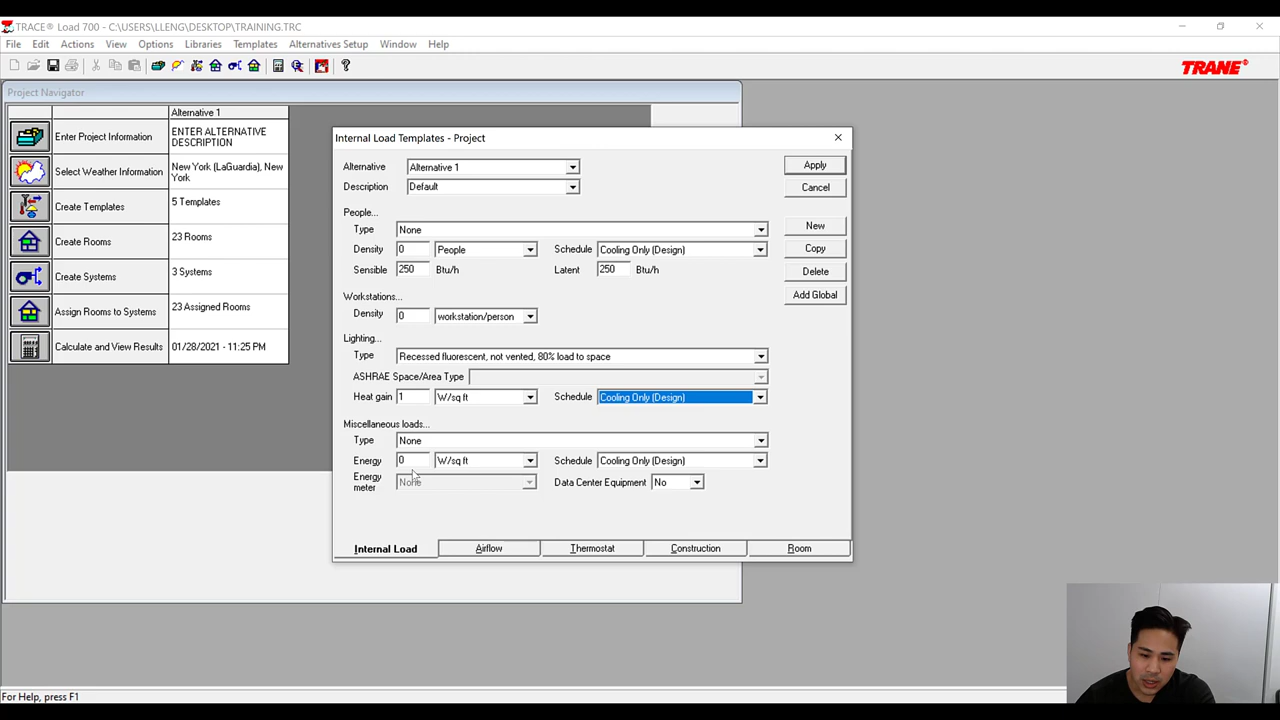 TRACE® Load 700 - C:\USERS\LLENG\DESKTOP\TRAINING.TRC
File Edit Actions View Options Libraries Templates Alternatives Setup Window Help
TRANE®
Project Navigator
Alternative 1
Enter Project Information
ENTER ALTERNATIVE
DESCRIPTION
Select Weather Information
New York (LaGuardia), New
York
Create Templates
5 Templates
Create Rooms
23 Rooms
Create Systems
3 Systems
Assign Rooms to Systems
23 Assigned Rooms
Calculate and View Results
01/28/2021 - 11:25 PM
Internal Load Templates - Project
Alternative Alternative 1
Description Default
Apply
Cancel
New
Copy
Delete
Add Global
People...
Type None
Density 0 People Schedule Cooling Only (Design)
Sensible 250 Btu/h Latent 250 Btu/h
Workstations...
Density 0 workstation/person
Lighting...
Type Recessed fluorescent, not vented, 80% load to space
ASHRAE Space/Area Type
Heat gain 1 W/sq ft Schedule Cooling Only (Design)
Miscellaneous loads...
Type None
Energy 0 W/sq ft Schedule Cooling Only (Design)
Energy
meter
None
Data Center Equipment No
Internal Load Airflow Thermostat Construction Room
For Help, press F1